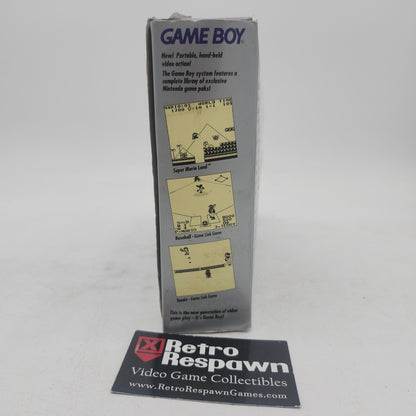 GAME BOY
Now! Portable, hand-held
video action!
The Game Boy system features a
complete library of exclusive
Nintendo game paks!
Super Mario Land™
Baseball - Game Link Game
Tennis - Game Link Game
This is the new generation of video
game play—it's Game Boy!
Retro
Respawn
Video Game Collectibles
www.RetroRespawnGames.com